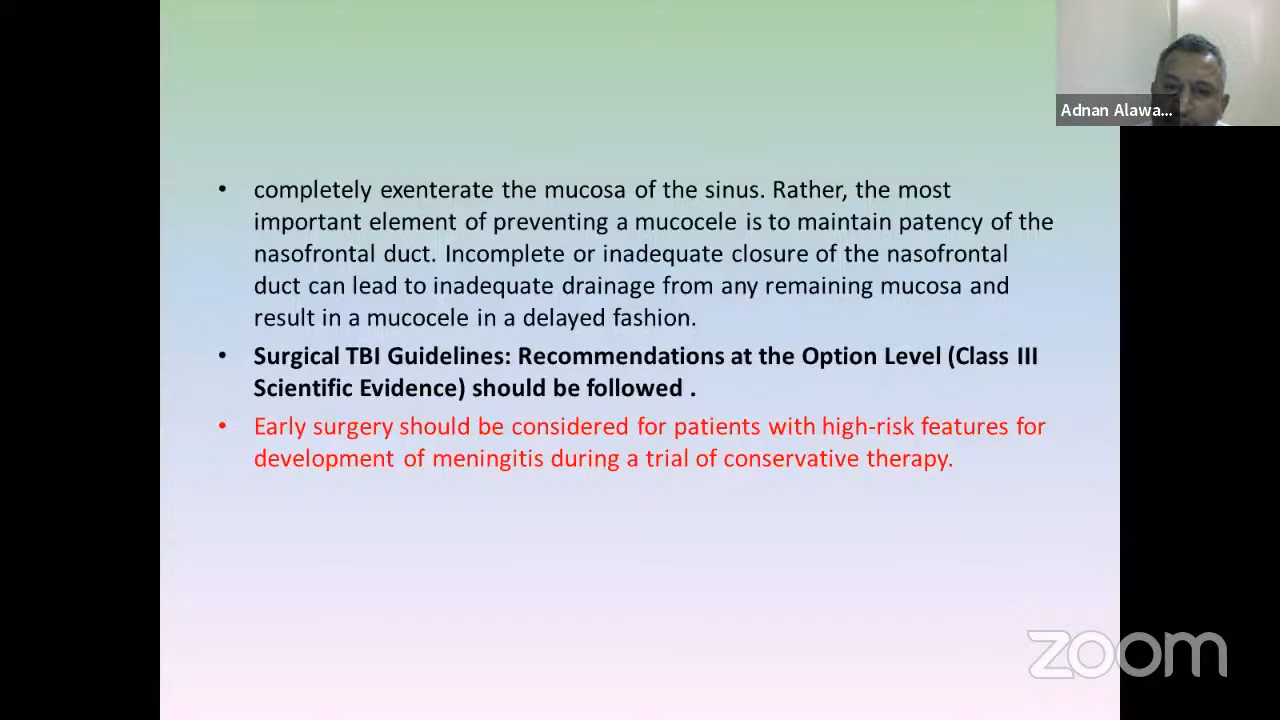 Adnan Alawa...
• completely exenterate the mucosa of the sinus. Rather, the most
important element of preventing a mucocele is to maintain patency of the
nasofrontal duct. Incomplete or inadequate closure of the nasofrontal
duct can lead to inadequate drainage from any remaining mucosa and
result in a mucocele in a delayed fashion.
• Surgical TBI Guidelines: Recommendations at the Option Level (Class III
Scientific Evidence) should be followed .
• Early surgery should be considered for patients with high-risk features for
development of meningitis during a trial of conservative therapy.
zoom